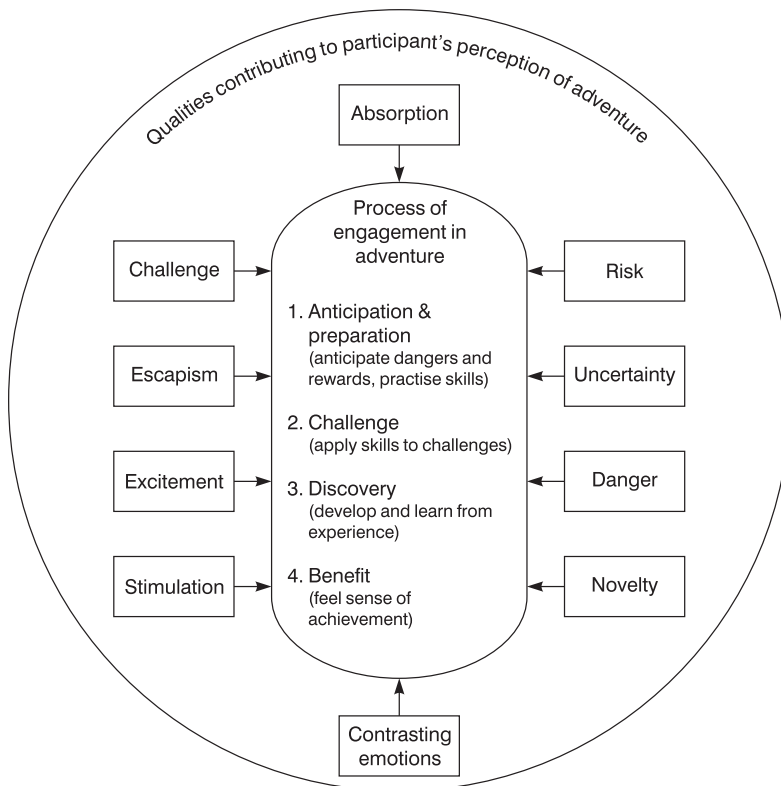 Qualities contributing to participant's perception of adventure
Absorption
Process of
engagement in
adventure
Challenge
Risk
1. Anticipation &
preparation
(anticipate dangers and
rewards, practise skills)
Escapism
Uncertainty
2. Challenge
(apply skills to challenges)
Excitement
Danger
3. Discovery
(develop and learn from
experience)
Stimulation
Novelty
4. Benefit
(feel sense of
achievement)
Contrasting
emotions